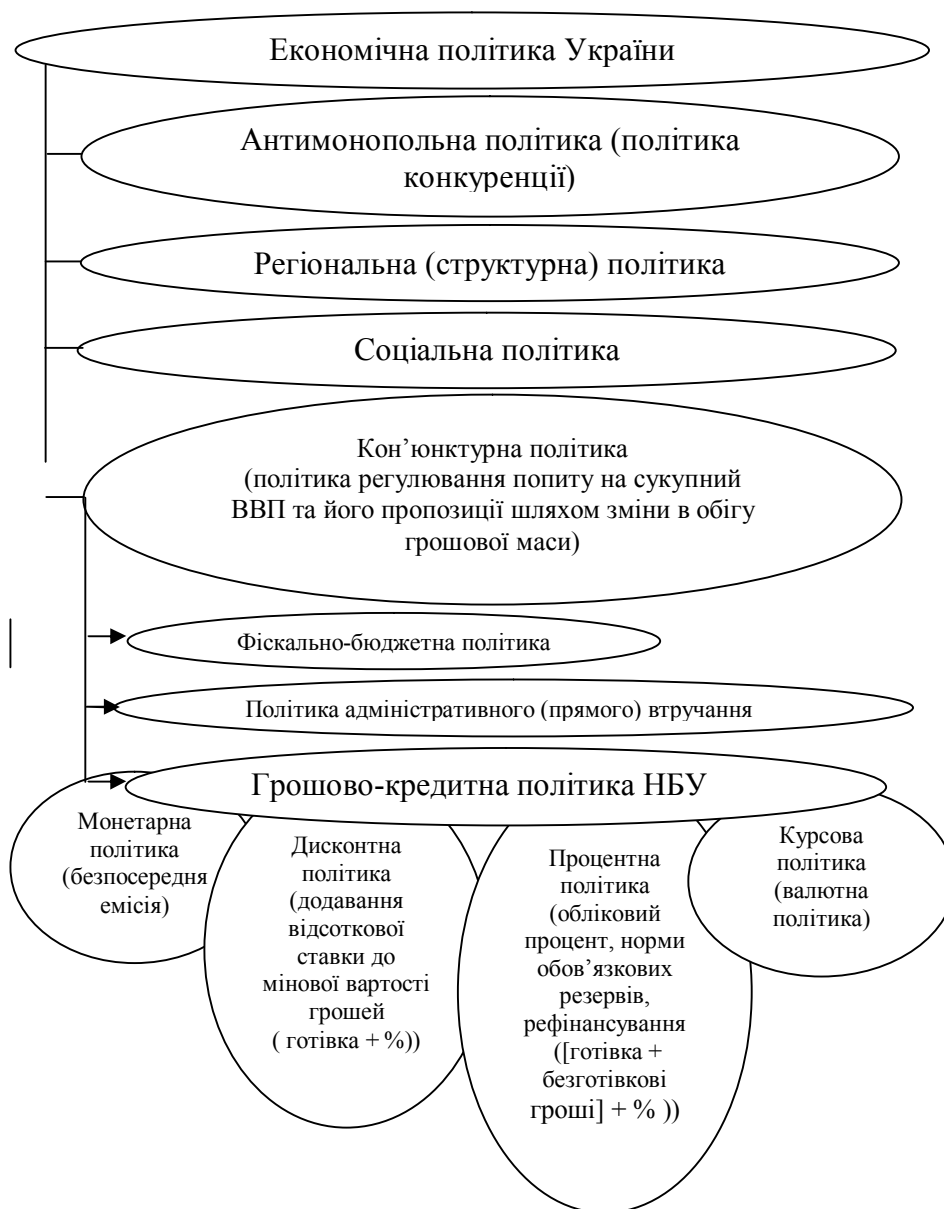 Економічна політика України
Антимонопольна політика (політика
конкуренції)
Регіональна (структурна) політика
Соціальна політика
Кон’юнктурна політика
(політика регулювання попиту на сукупний
ВВП та його пропозиції шляхом зміни в обігу
грошової маси)
Фіскально-бюджетна політика
Політика адміністративного (прямого) втручання
Грошово-кредитна політика НБУ
Монетарна
політика
(безпосередня
емісія)
Дисконтна
політика
(додавання
відсоткової
ставки до
мінової вартості
грошей
( готівка + %))
Процентна
політика
(обліковий
процент, норми
обов’язкових
резервів,
рефінансування
([готівка +
безготівкові
гроші] + % ))
Курсова
політика
(валютна
політика)